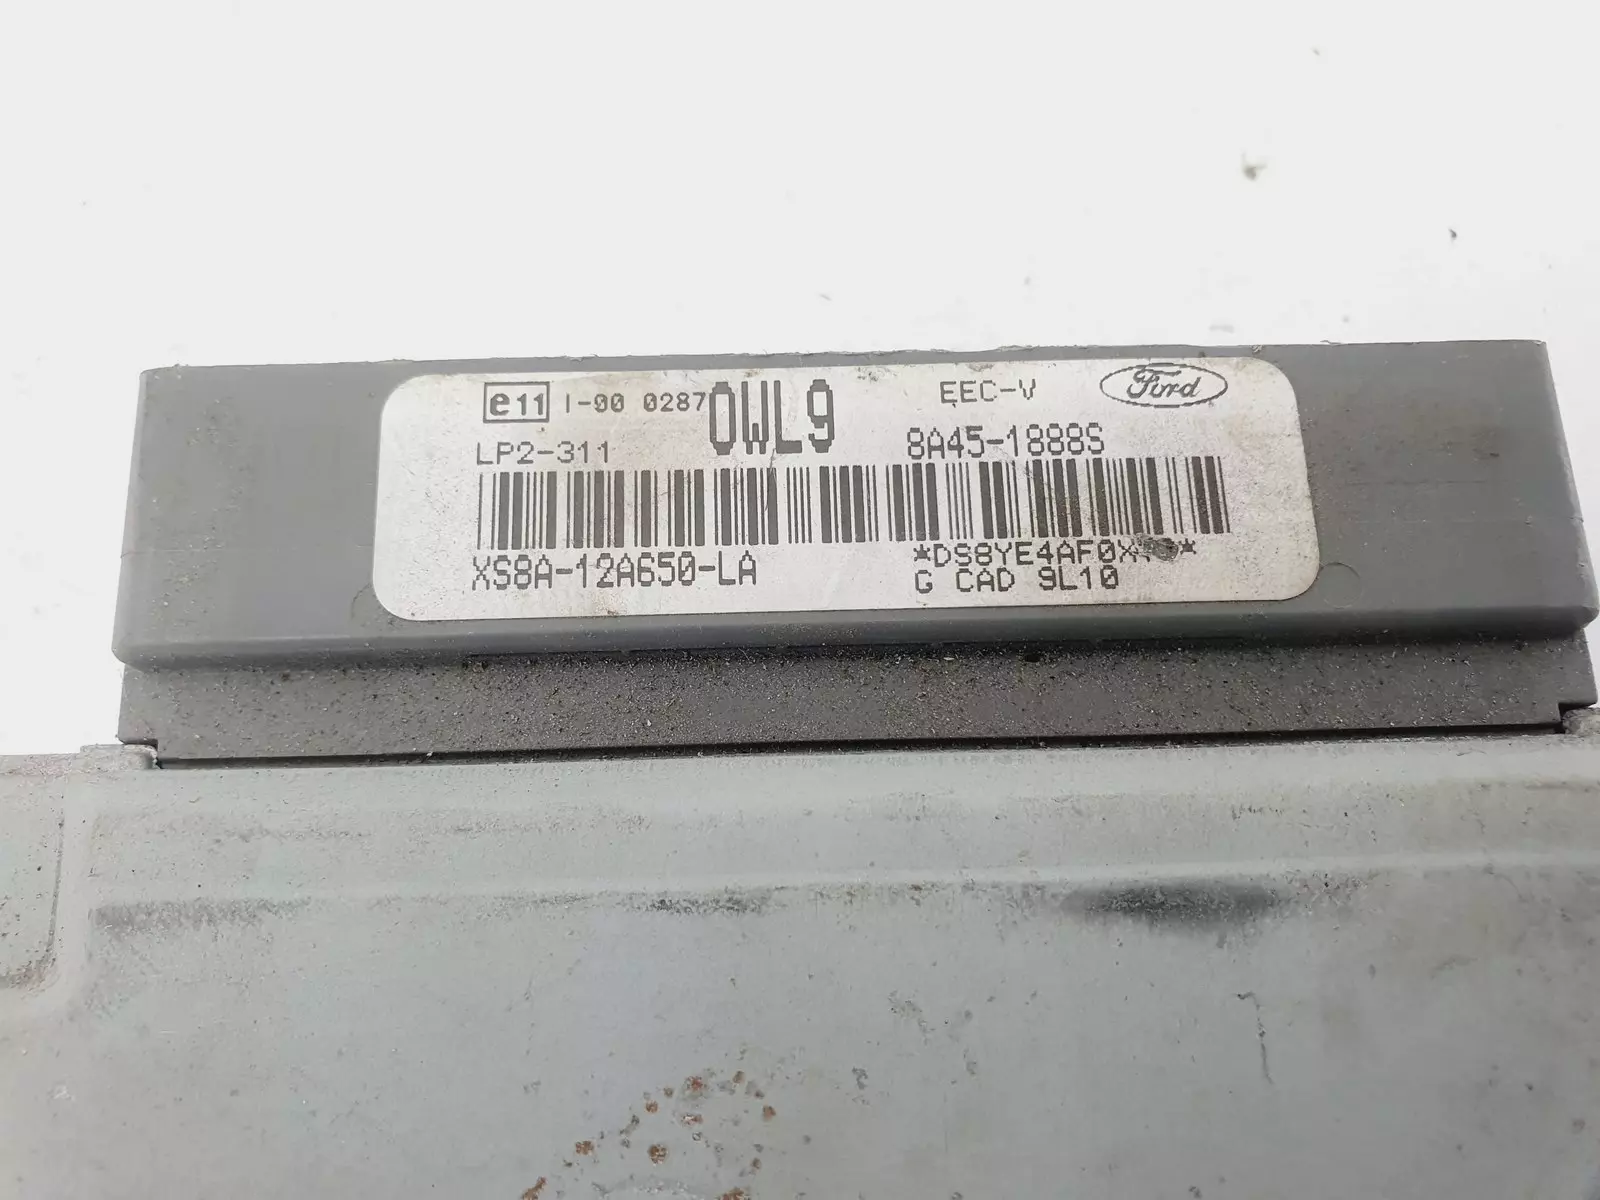 e11 I-00 0287 0WL9 EEC-V Ford
LP2-311 8A45-1888S
XS8A-12A650-LA
G CAD 9L10